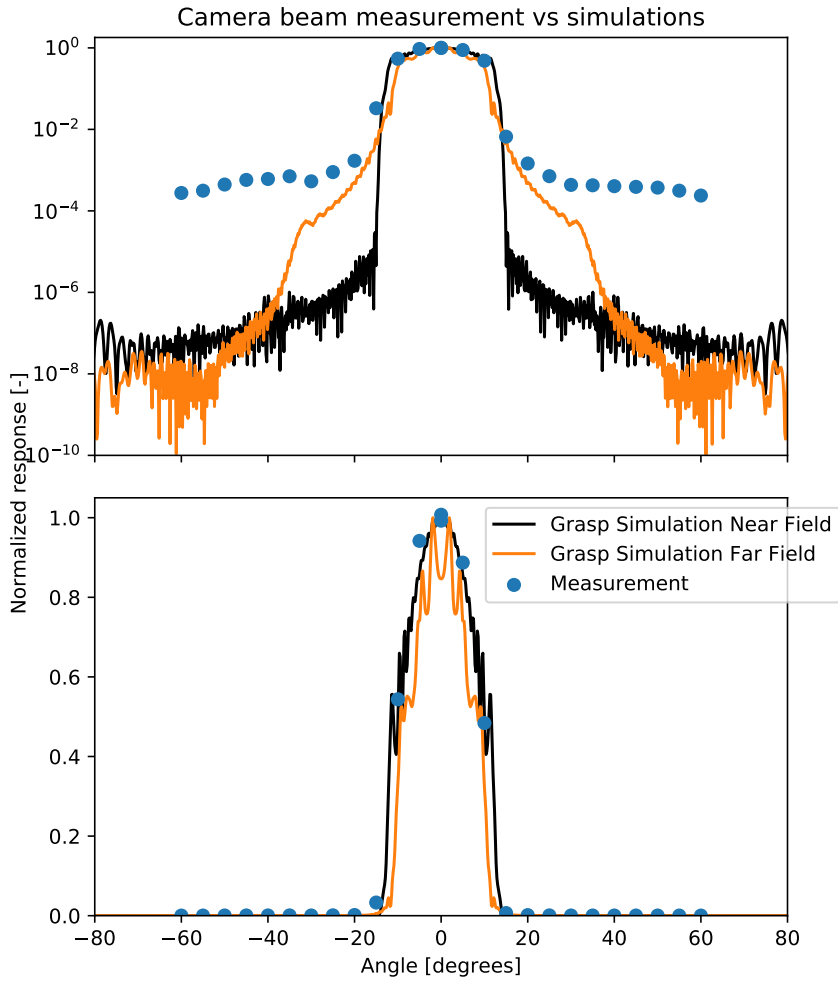 Camera beam measurement vs simulations
10⁰
10⁻²
10⁻⁴
10⁻⁶
10⁻⁸
10⁻¹⁰
Normalized response [-]
1.0
0.8
0.6
0.4
0.2
0.0
Grasp Simulation Near Field
Grasp Simulation Far Field
Measurement
−80 −60 −40 −20 0 20 40 60 80
Angle [degrees]